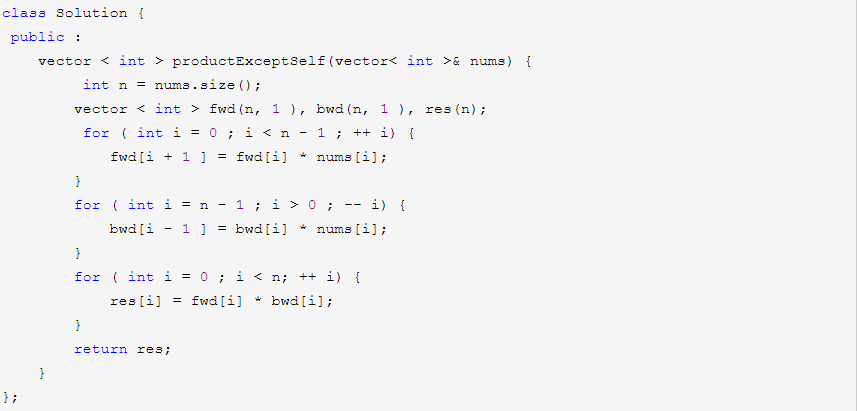 class Solution {
public :
vector < int > productExceptSelf(vector< int >& nums) {
int n = nums.size();
vector < int > fwd(n, 1 ), bwd(n, 1 ), res(n);
for ( int i = 0 ; i < n - 1 ; ++ i) {
fwd[i + 1 ] = fwd[i] * nums[i];
}
for ( int i = n - 1 ; i > 0 ; -- i) {
bwd[i - 1 ] = bwd[i] * nums[i];
}
for ( int i = 0 ; i < n; ++ i) {
res[i] = fwd[i] * bwd[i];
}
return res;
}
};